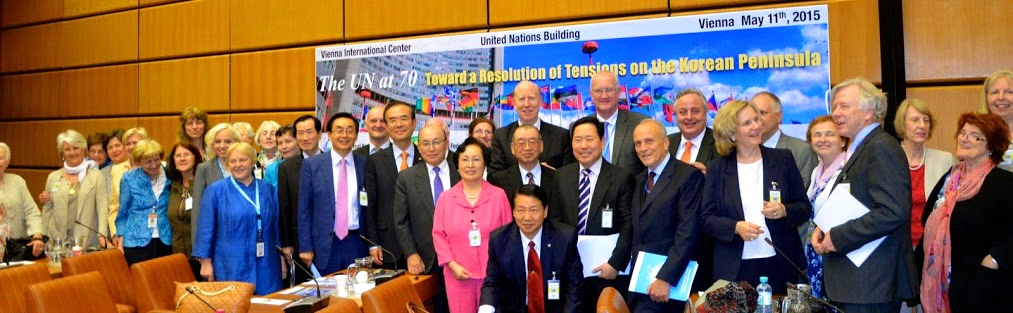 Vienna International Center
United Nations Building
Vienna May 11th, 2015
The UN at 70
Toward a Resolution of Tensions on the Korean Peninsula